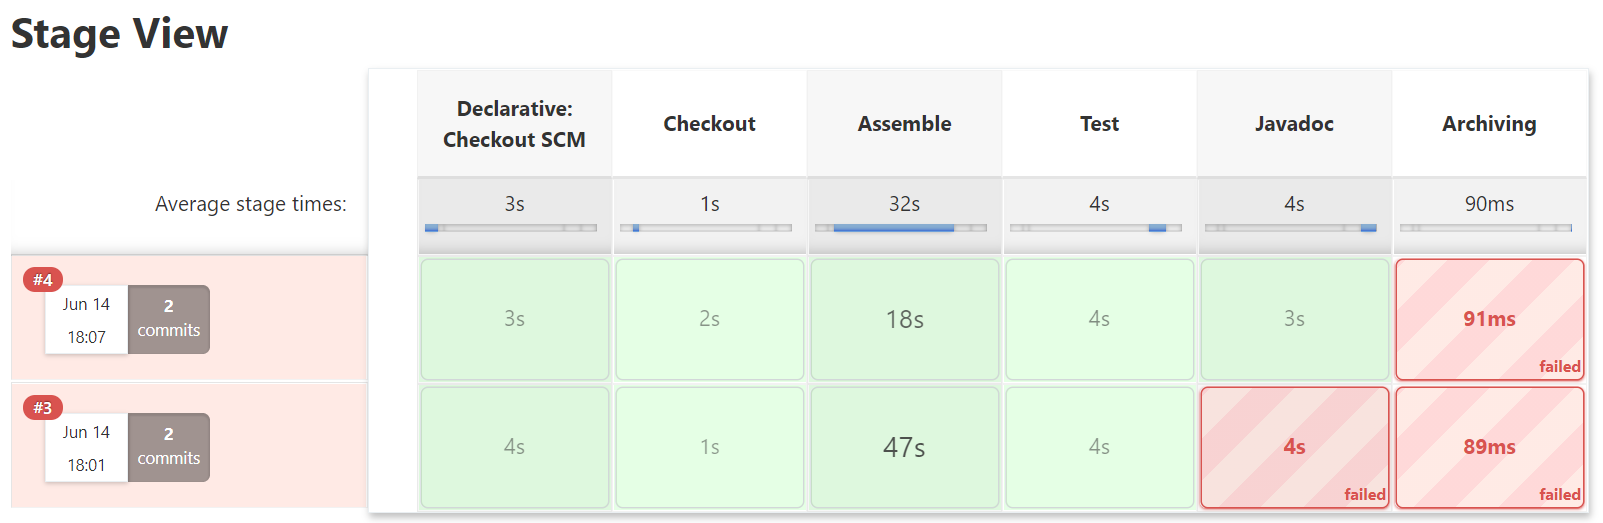 Stage View
Declarative:
Checkout SCM
Checkout
Assemble
Test
Javadoc
Archiving
Average stage times:
3s
1s
32s
4s
4s
90ms
#4
Jun 14
18:07
2
commits
3s
2s
18s
4s
3s
91ms
failed
#3
Jun 14
18:01
2
commits
4s
1s
47s
4s
4s
failed
89ms
failed